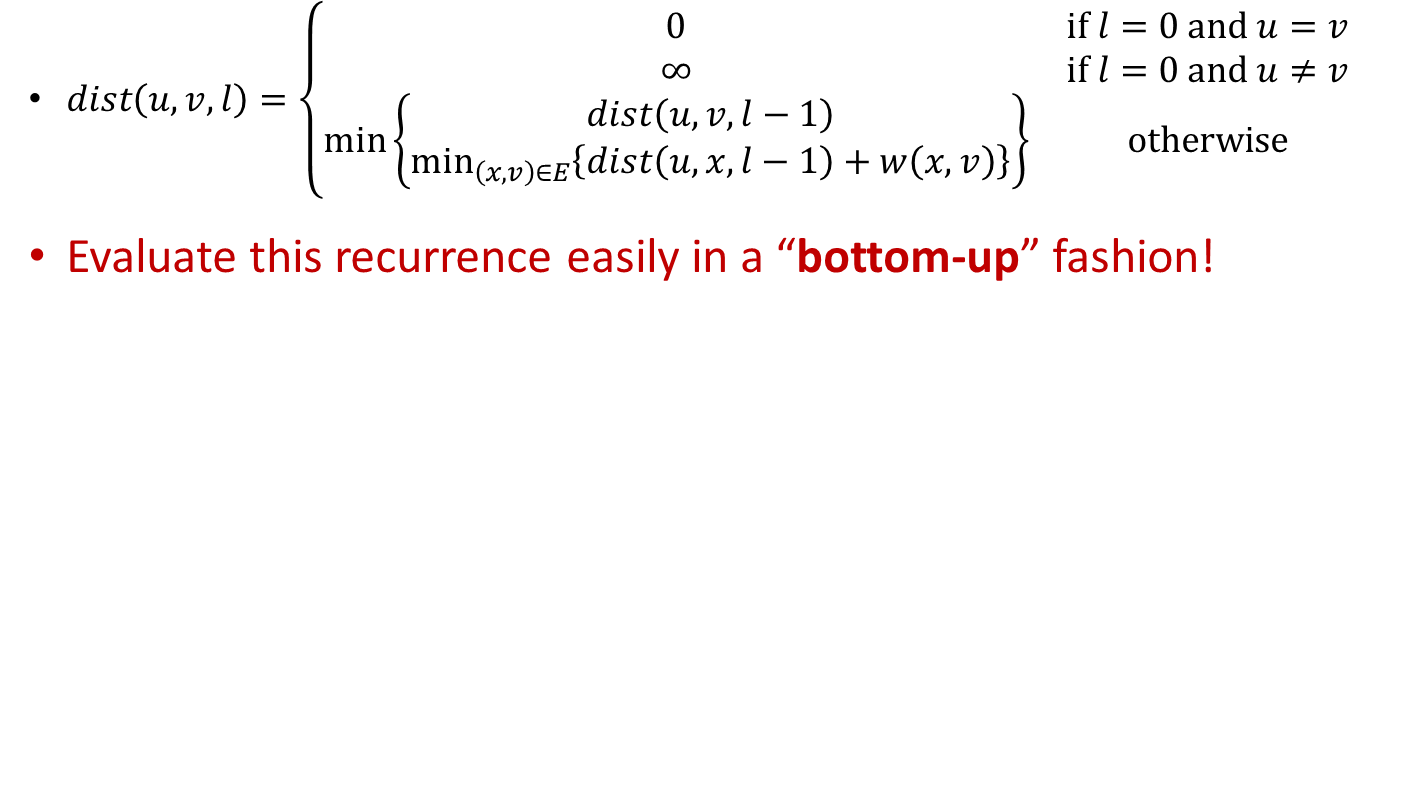 0 if 𝑙 = 0 and 𝑢 = 𝑣
∞ if 𝑙 = 0 and 𝑢 ≠ 𝑣
• 𝑑𝑖𝑠𝑡(𝑢, 𝑣, 𝑙) = { min { 𝑑𝑖𝑠𝑡(𝑢, 𝑣, 𝑙 − 1)
min(𝑥,𝑣)∈𝐸{𝑑𝑖𝑠𝑡(𝑢, 𝑥, 𝑙 − 1) + 𝑤(𝑥, 𝑣)} } otherwise
• Evaluate this recurrence easily in a “bottom-up” fashion!